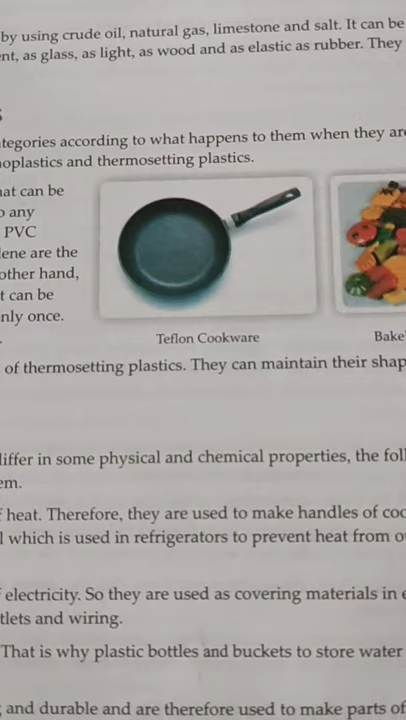 by using crude oil, natural gas, limestone and salt. It can be
nt, as glass, as light, as wood and as elastic as rubber. They
s
ategories according to what happens to them when they are
oplastics and thermosetting plastics.
hat can be
o any
PVC
lene are the
other hand,
t can be
nly once.
Teflon Cookware
Bake
of thermosetting plastics. They can maintain their shap
differ in some physical and chemical properties, the foll
em.
f heat. Therefore, they are used to make handles of coo
l which is used in refrigerators to prevent heat from o
f electricity. So they are used as covering materials in e
tlets and wiring.
That is why plastic bottles and buckets to store water
g and durable and are therefore used to make parts of